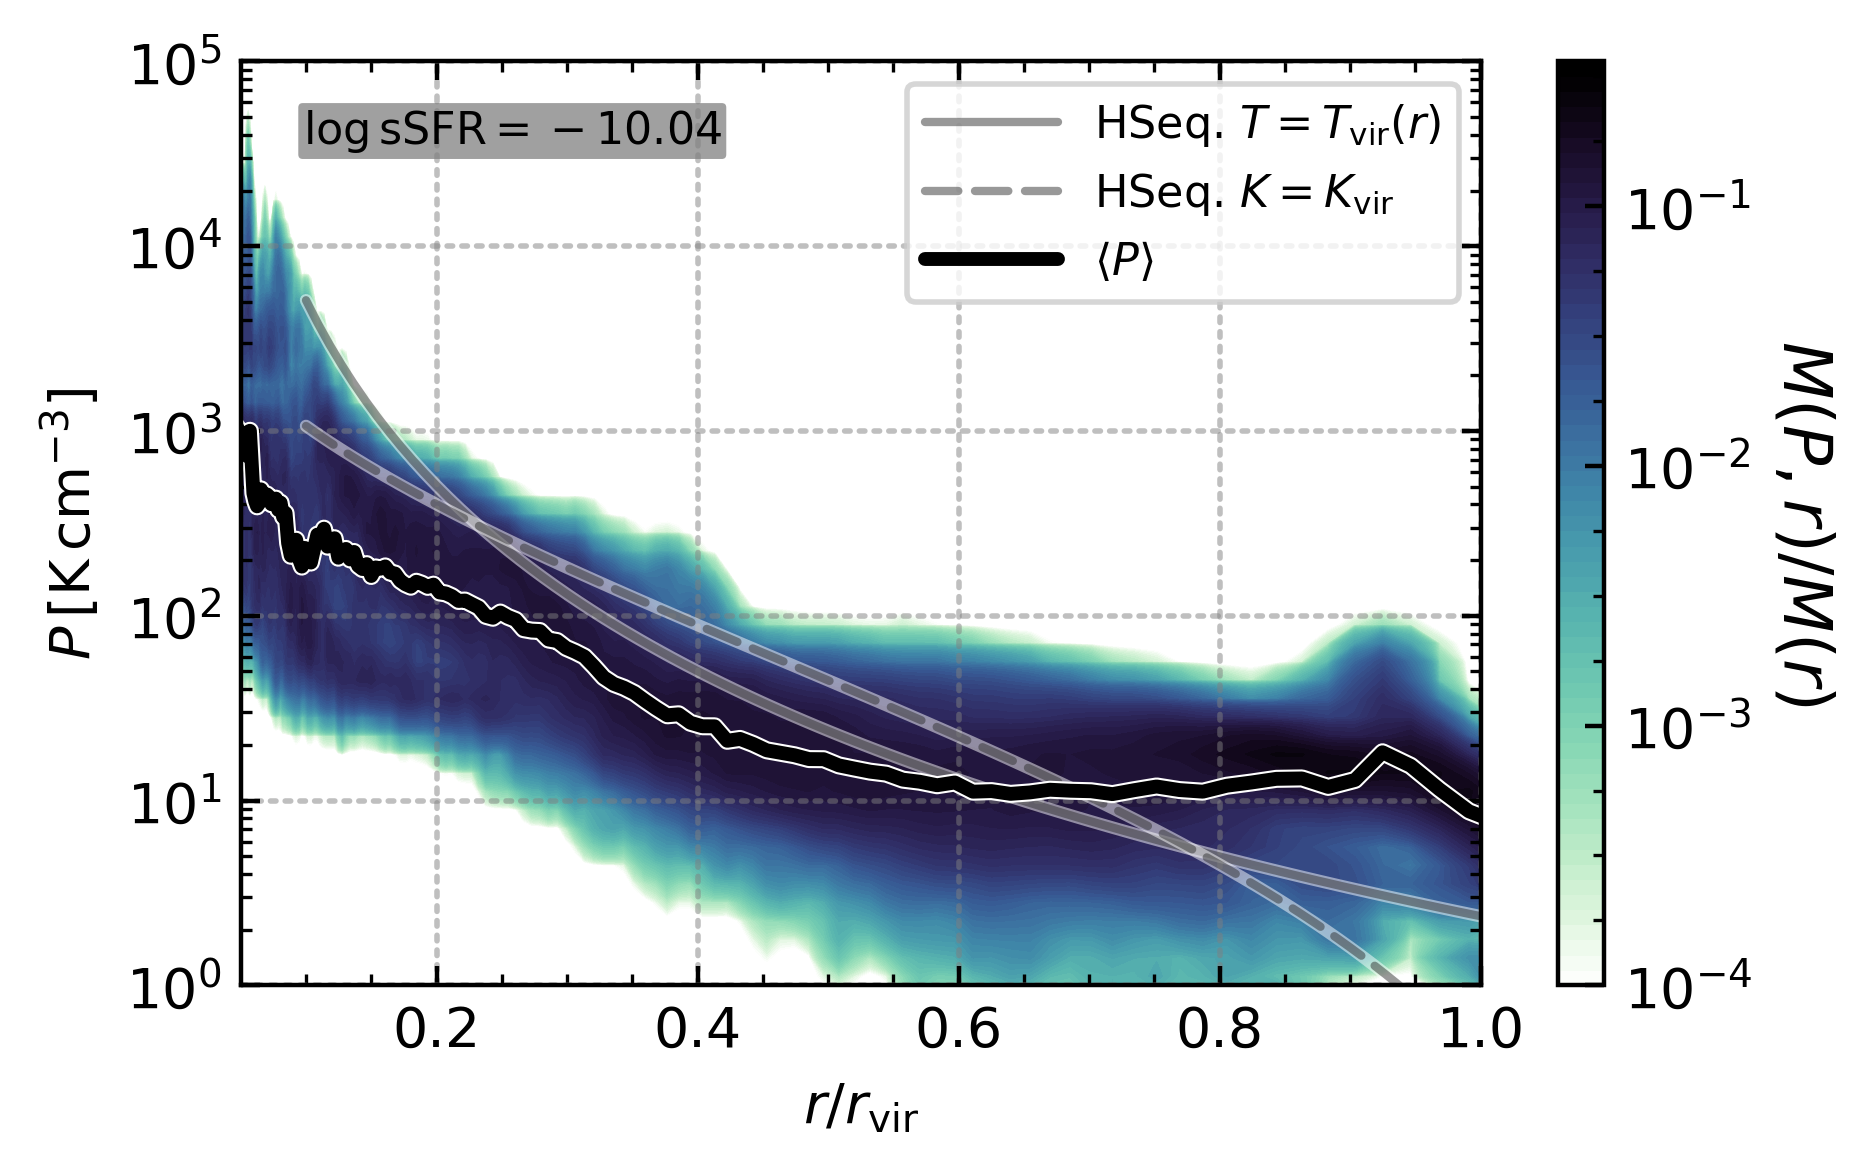 10^5
10^4
10^3
10^2
10^1
10^0
P [K cm^−3]
log sSFR = −10.04
HSeq. T = T_vir(r)
HSeq. K = K_vir
⟨P⟩
0.2 0.4 0.6 0.8 1.0
r/r_vir
10^−1
10^−2
10^−3
10^−4
M(P, r)/M(r)